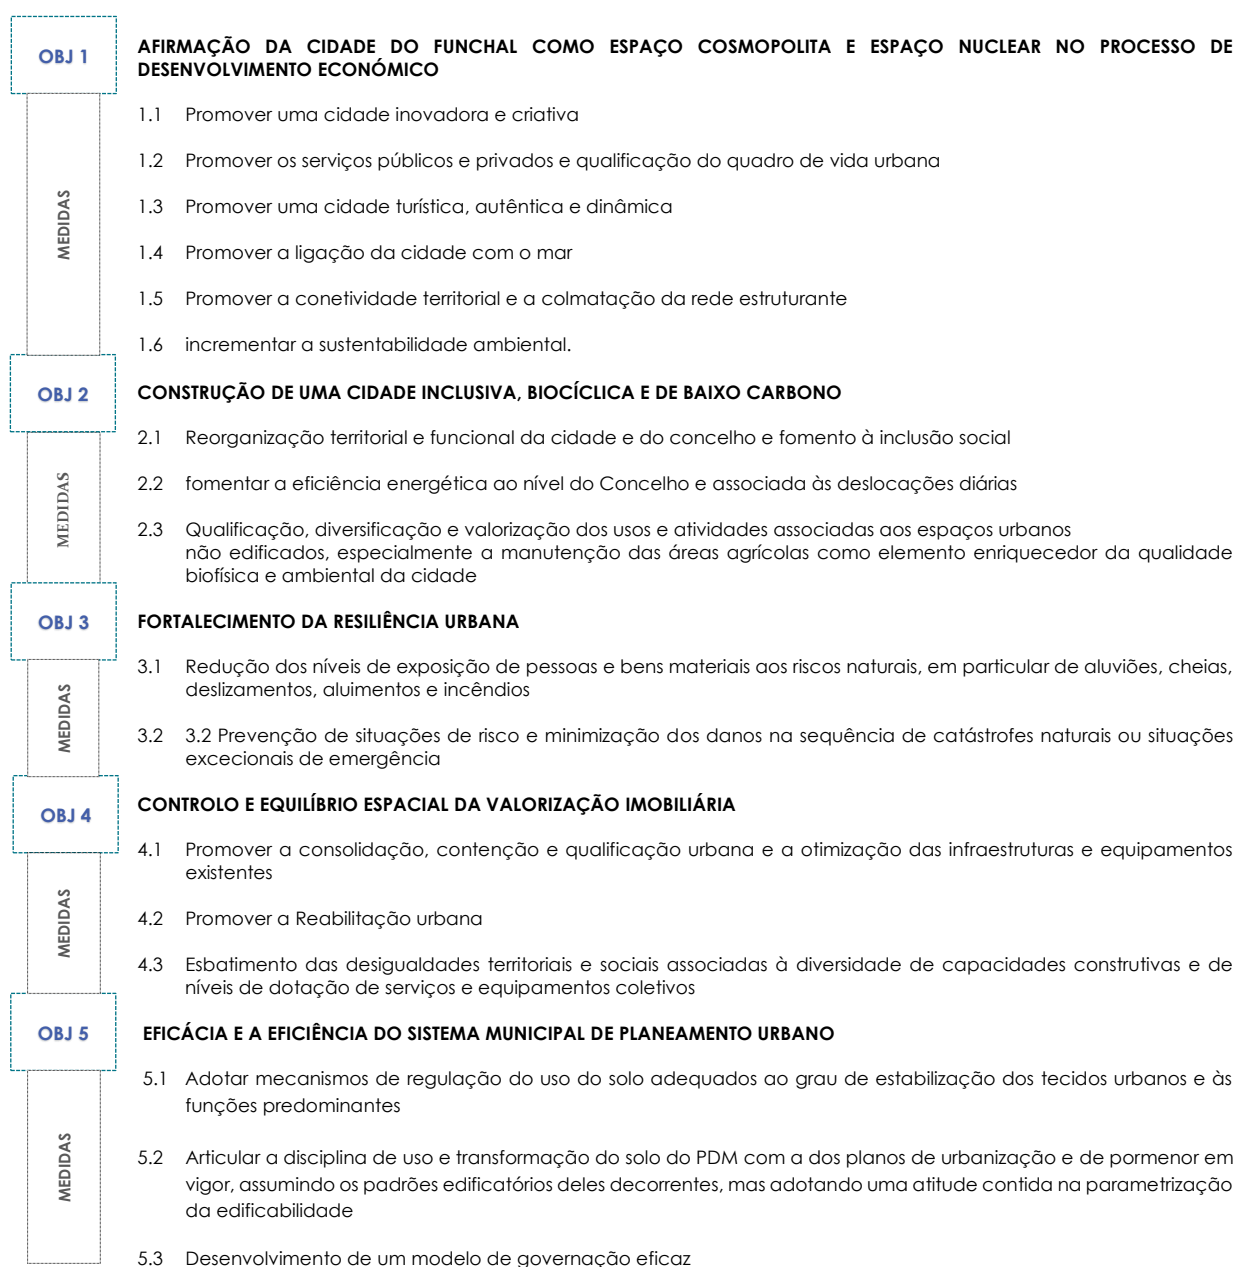 OBJ 1
AFIRMAÇÃO DA CIDADE DO FUNCHAL COMO ESPAÇO COSMOPOLITA E ESPAÇO NUCLEAR NO PROCESSO DE
DESENVOLVIMENTO ECONÓMICO
MEDIDAS
1.1 Promover uma cidade inovadora e criativa
1.2 Promover os serviços públicos e privados e qualificação do quadro de vida urbana
1.3 Promover uma cidade turística, autêntica e dinâmica
1.4 Promover a ligação da cidade com o mar
1.5 Promover a conetividade territorial e a colmatação da rede estruturante
1.6 incrementar a sustentabilidade ambiental.
OBJ 2
CONSTRUÇÃO DE UMA CIDADE INCLUSIVA, BIOCÍCLICA E DE BAIXO CARBONO
MEDIDAS
2.1 Reorganização territorial e funcional da cidade e do concelho e fomento à inclusão social
2.2 fomentar a eficiência energética ao nível do Concelho e associada às deslocações diárias
2.3 Qualificação, diversificação e valorização dos usos e atividades associadas aos espaços urbanos
não edificados, especialmente a manutenção das áreas agrícolas como elemento enriquecedor da qualidade
biofísica e ambiental da cidade
OBJ 3
FORTALECIMENTO DA RESILIÊNCIA URBANA
MEDIDAS
3.1 Redução dos níveis de exposição de pessoas e bens materiais aos riscos naturais, em particular de aluviões, cheias,
deslizamentos, aluimentos e incêndios
3.2 3.2 Prevenção de situações de risco e minimização dos danos na sequência de catástrofes naturais ou situações
excecionais de emergência
OBJ 4
CONTROLO E EQUILÍBRIO ESPACIAL DA VALORIZAÇÃO IMOBILIÁRIA
MEDIDAS
4.1 Promover a consolidação, contenção e qualificação urbana e a otimização das infraestruturas e equipamentos
existentes
4.2 Promover a Reabilitação urbana
4.3 Esbatimento das desigualdades territoriais e sociais associadas à diversidade de capacidades construtivas e de
níveis de dotação de serviços e equipamentos coletivos
OBJ 5
EFICÁCIA E A EFICIÊNCIA DO SISTEMA MUNICIPAL DE PLANEAMENTO URBANO
MEDIDAS
5.1 Adotar mecanismos de regulação do uso do solo adequados ao grau de estabilização dos tecidos urbanos e às
funções predominantes
5.2 Articular a disciplina de uso e transformação do solo do PDM com a dos planos de urbanização e de pormenor em
vigor, assumindo os padrões edificatórios deles decorrentes, mas adotando uma atitude contida na parametrização
da edificabilidade
5.3 Desenvolvimento de um modelo de governação eficaz